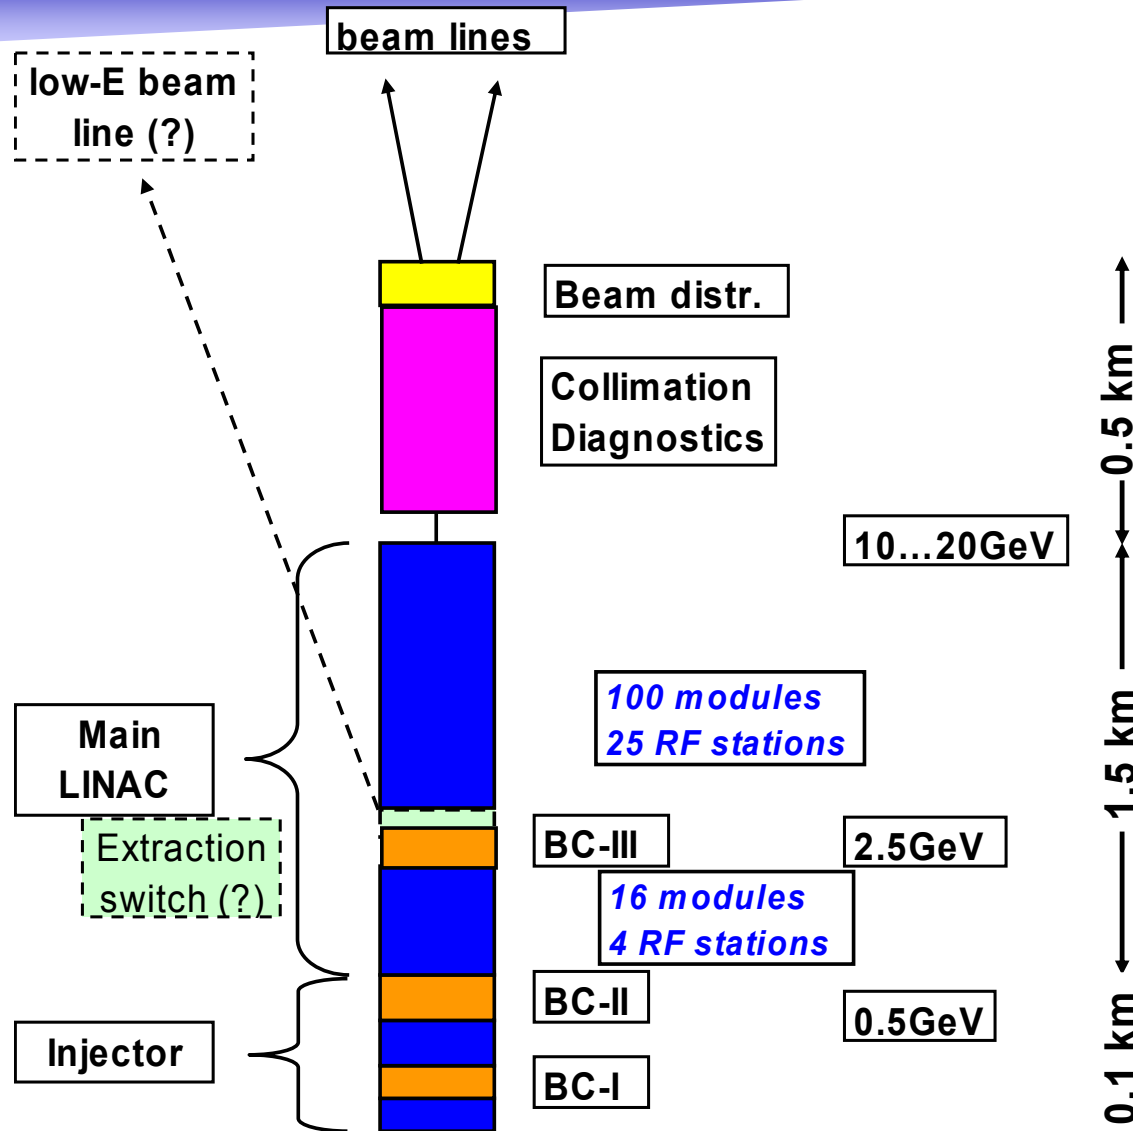 beam lines
low-E beam
line (?)
Beam distr.
Collimation
Diagnostics
0.5 km
10...20GeV
100 modules
25 RF stations
Main
LINAC
1.5 km
Extraction
switch (?)
BC-III
2.5GeV
16 modules
4 RF stations
BC-II
0.5GeV
Injector
BC-I
0.1 km